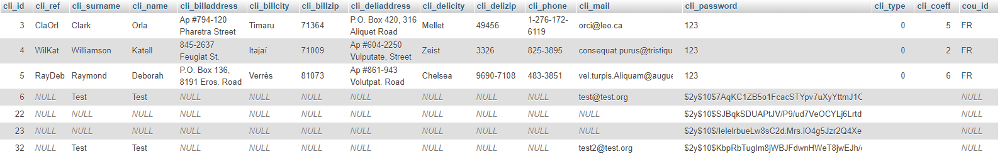 cli_id cli_ref cli_surname cli_name cli_billaddress cli_billcity cli_billzip cli_deliaddress cli_delicity cli_delizip cli_phone cli_mail cli_password cli_type cli_coeff cou_id
3 ClaOrl Clark Orla Ap #794-120 Pharetra Street Timaru 71364 P.O. Box 420, 316 Aliquet Road Mellet 49456 1-276-172-6119 orci@leo.ca 123 0 5 FR
4 WilKat Williamson Katell 845-2637 Feugiat St. Itajaí 71009 Ap #604-2250 Vulputate, Street Zeist 3326 825-3895 consequat.purus@tristiqu 123 0 2 FR
5 RayDeb Raymond Deborah P.O. Box 136, 8191 Eros. Road Verrès 81073 Ap #861-943 Volutpat. Road Chelsea 9690-7108 483-3851 vel.turpis.Aliquam@augue 123 0 6 FR
6 NULL Test Test NULL NULL NULL NULL NULL NULL NULL test@test.org $2y$10$7AqKC1ZB5o1FcacSTYpv7uXyYttmJ1C NULL
22 NULL NULL NULL NULL NULL NULL NULL NULL NULL NULL NULL $2y$10$SJBqkSDUAPtJV/P9/ud7VeOCYLj6Lrtd NULL
23 NULL NULL NULL NULL NULL NULL NULL NULL NULL NULL NULL $2y$10$/IelelrbueLw8sC2d.Mrs.iO4g5Jzr2Q4Xe NULL
32 NULL Test Test NULL NULL NULL NULL NULL NULL NULL test2@test.org $2y$10$KbpRbTuglm8jWBJFdwnHWeT8jwEJh/ NULL